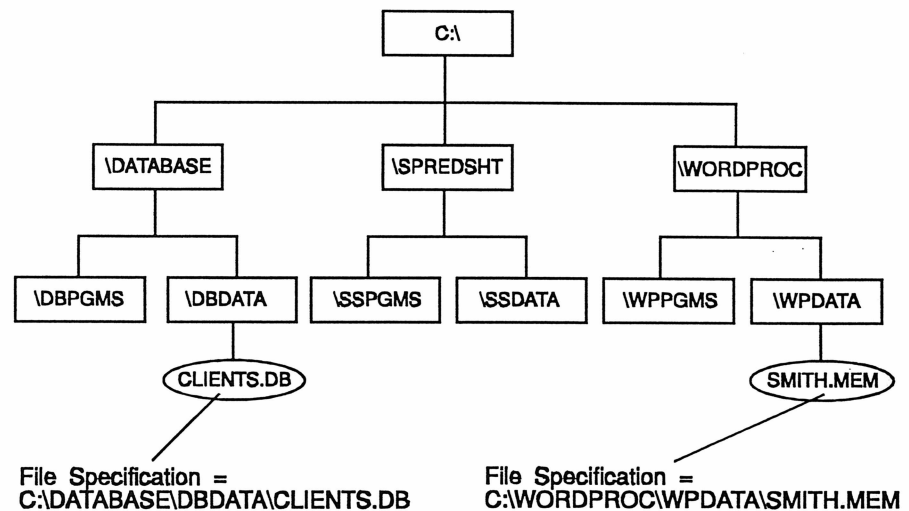 C:\
\DATABASE
\SPREDSHT
\WORDPROC
\DBPGMS
\DBDATA
\SSPGMS
\SSDATA
\WPPGMS
\WPDATA
CLIENTS.DB
SMITH.MEM
File Specification =
C:\DATABASE\DBDATA\CLIENTS.DB
File Specification =
C:\WORDPROC\WPDATA\SMITH.MEM